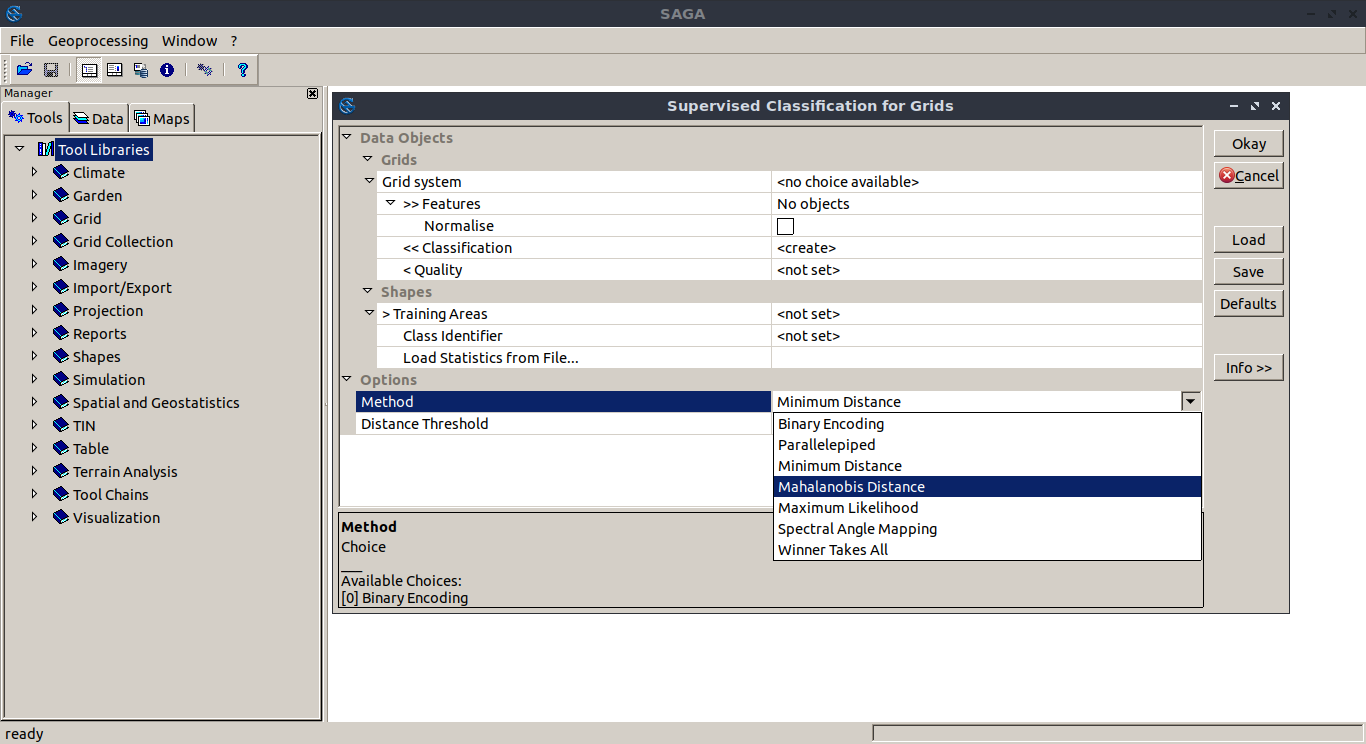 SAGA
File Geoprocessing Window ?
Manager
Tools Data Maps
Tool Libraries
Climate
Garden
Grid
Grid Collection
Imagery
Import/Export
Projection
Reports
Shapes
Simulation
Spatial and Geostatistics
TIN
Table
Terrain Analysis
Tool Chains
Visualization
Supervised Classification for Grids
Data Objects
Grids
Grid system <no choice available>
>> Features No objects
Normalise
<< Classification <create>
< Quality <not set>
Shapes
> Training Areas <not set>
Class Identifier <not set>
Load Statistics from File...
Options
Method Minimum Distance
Distance Threshold
Binary Encoding
Parallelepiped
Minimum Distance
Mahalanobis Distance
Maximum Likelihood
Spectral Angle Mapping
Winner Takes All
Method
Choice
___
Available Choices:
[0] Binary Encoding
Okay
Cancel
Load
Save
Defaults
Info >>
ready